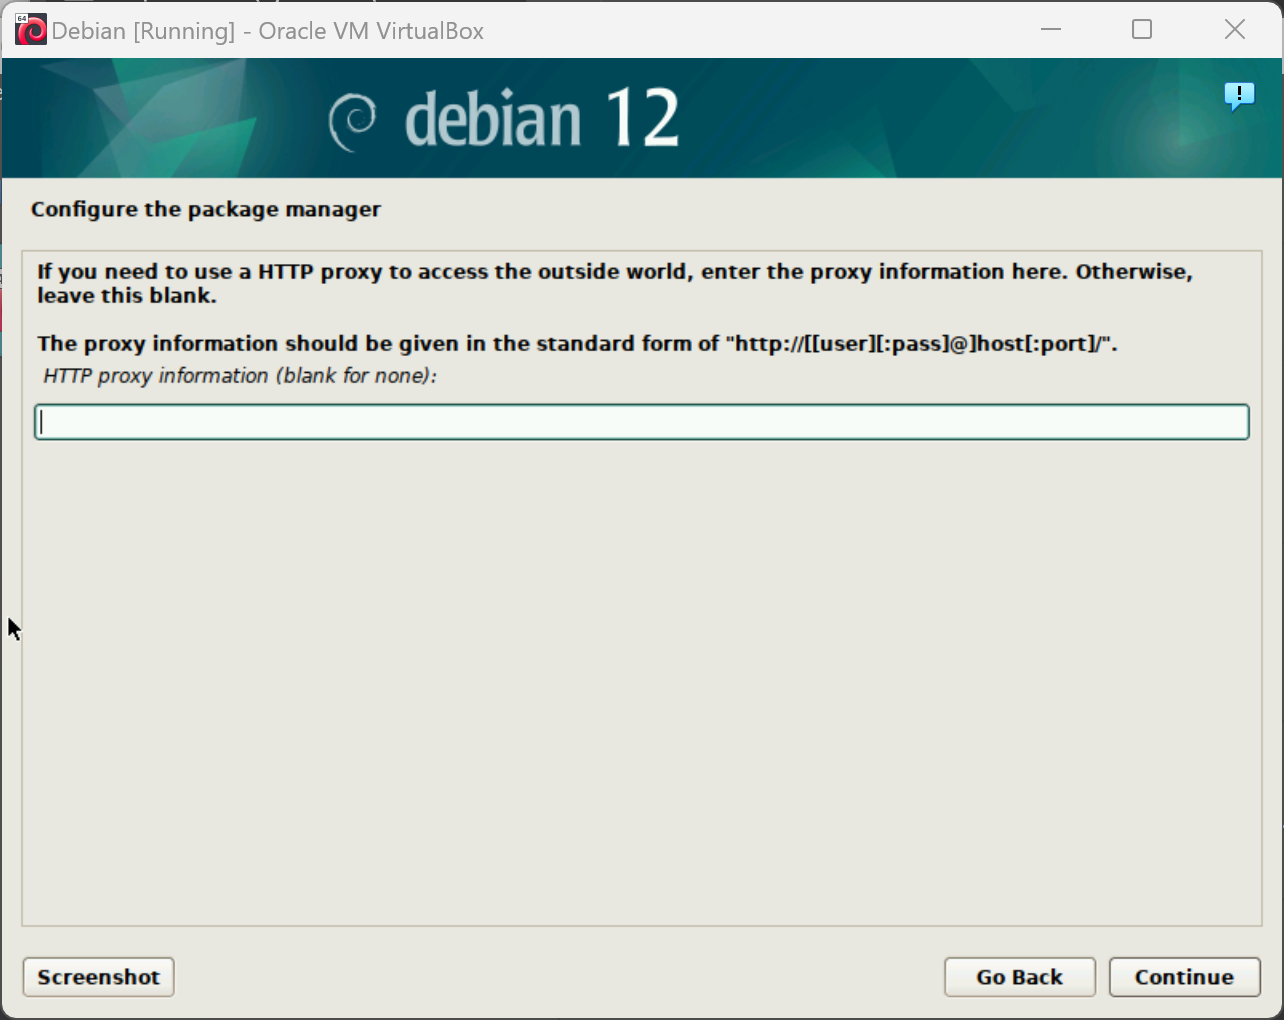 64
Debian [Running] - Oracle VM VirtualBox
debian 12
!
Configure the package manager
If you need to use a HTTP proxy to access the outside world, enter the proxy information here. Otherwise,
leave this blank.
The proxy information should be given in the standard form of "http://[[user][:pass]@]host[:port]/".
HTTP proxy information (blank for none):
Screenshot
Go Back
Continue